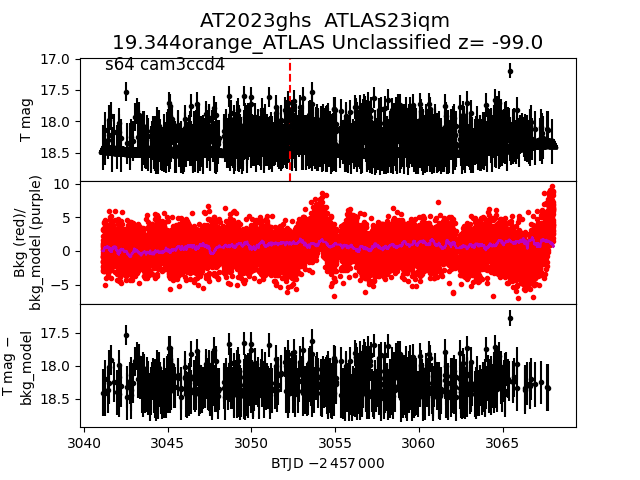 AT2023ghs  ATLAS23iqm
19.344orange_ATLAS Unclassified z= -99.0
s64 cam3ccd4
17.0
17.5
18.0
18.5
T mag
10
5
0
−5
Bkg (red)/
bkg_model (purple)
17.5
18.0
18.5
T mag −
bkg_model
3040 3045 3050 3055 3060 3065
BTJD −2 457 000